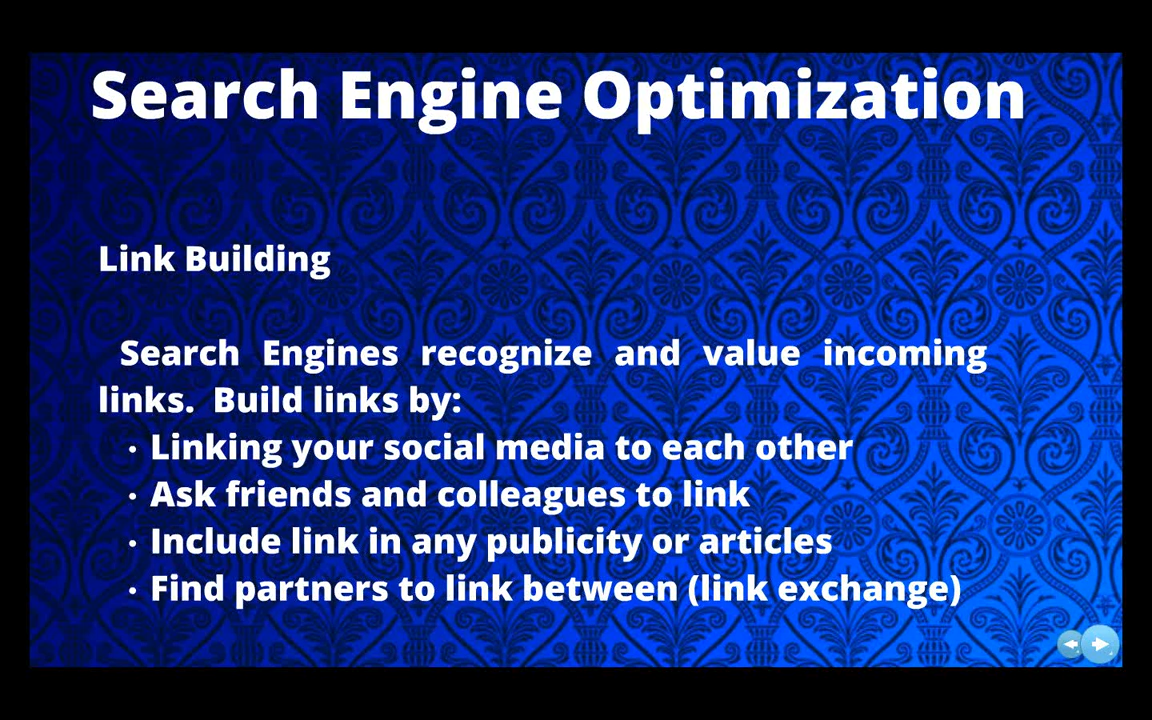 Search Engine Optimization
Link Building
Search Engines recognize and value incoming
links. Build links by:
· Linking your social media to each other
· Ask friends and colleagues to link
· Include link in any publicity or articles
· Find partners to link between (link exchange)